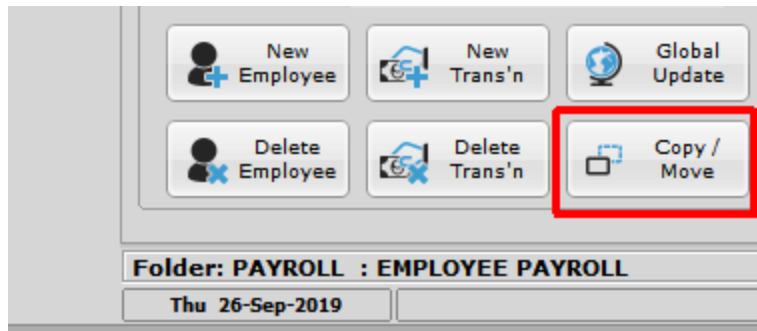 New
Employee
New
Trans'n
Global
Update
Delete
Employee
Delete
Trans'n
Copy /
Move
Folder: PAYROLL : EMPLOYEE PAYROLL
Thu 26-Sep-2019